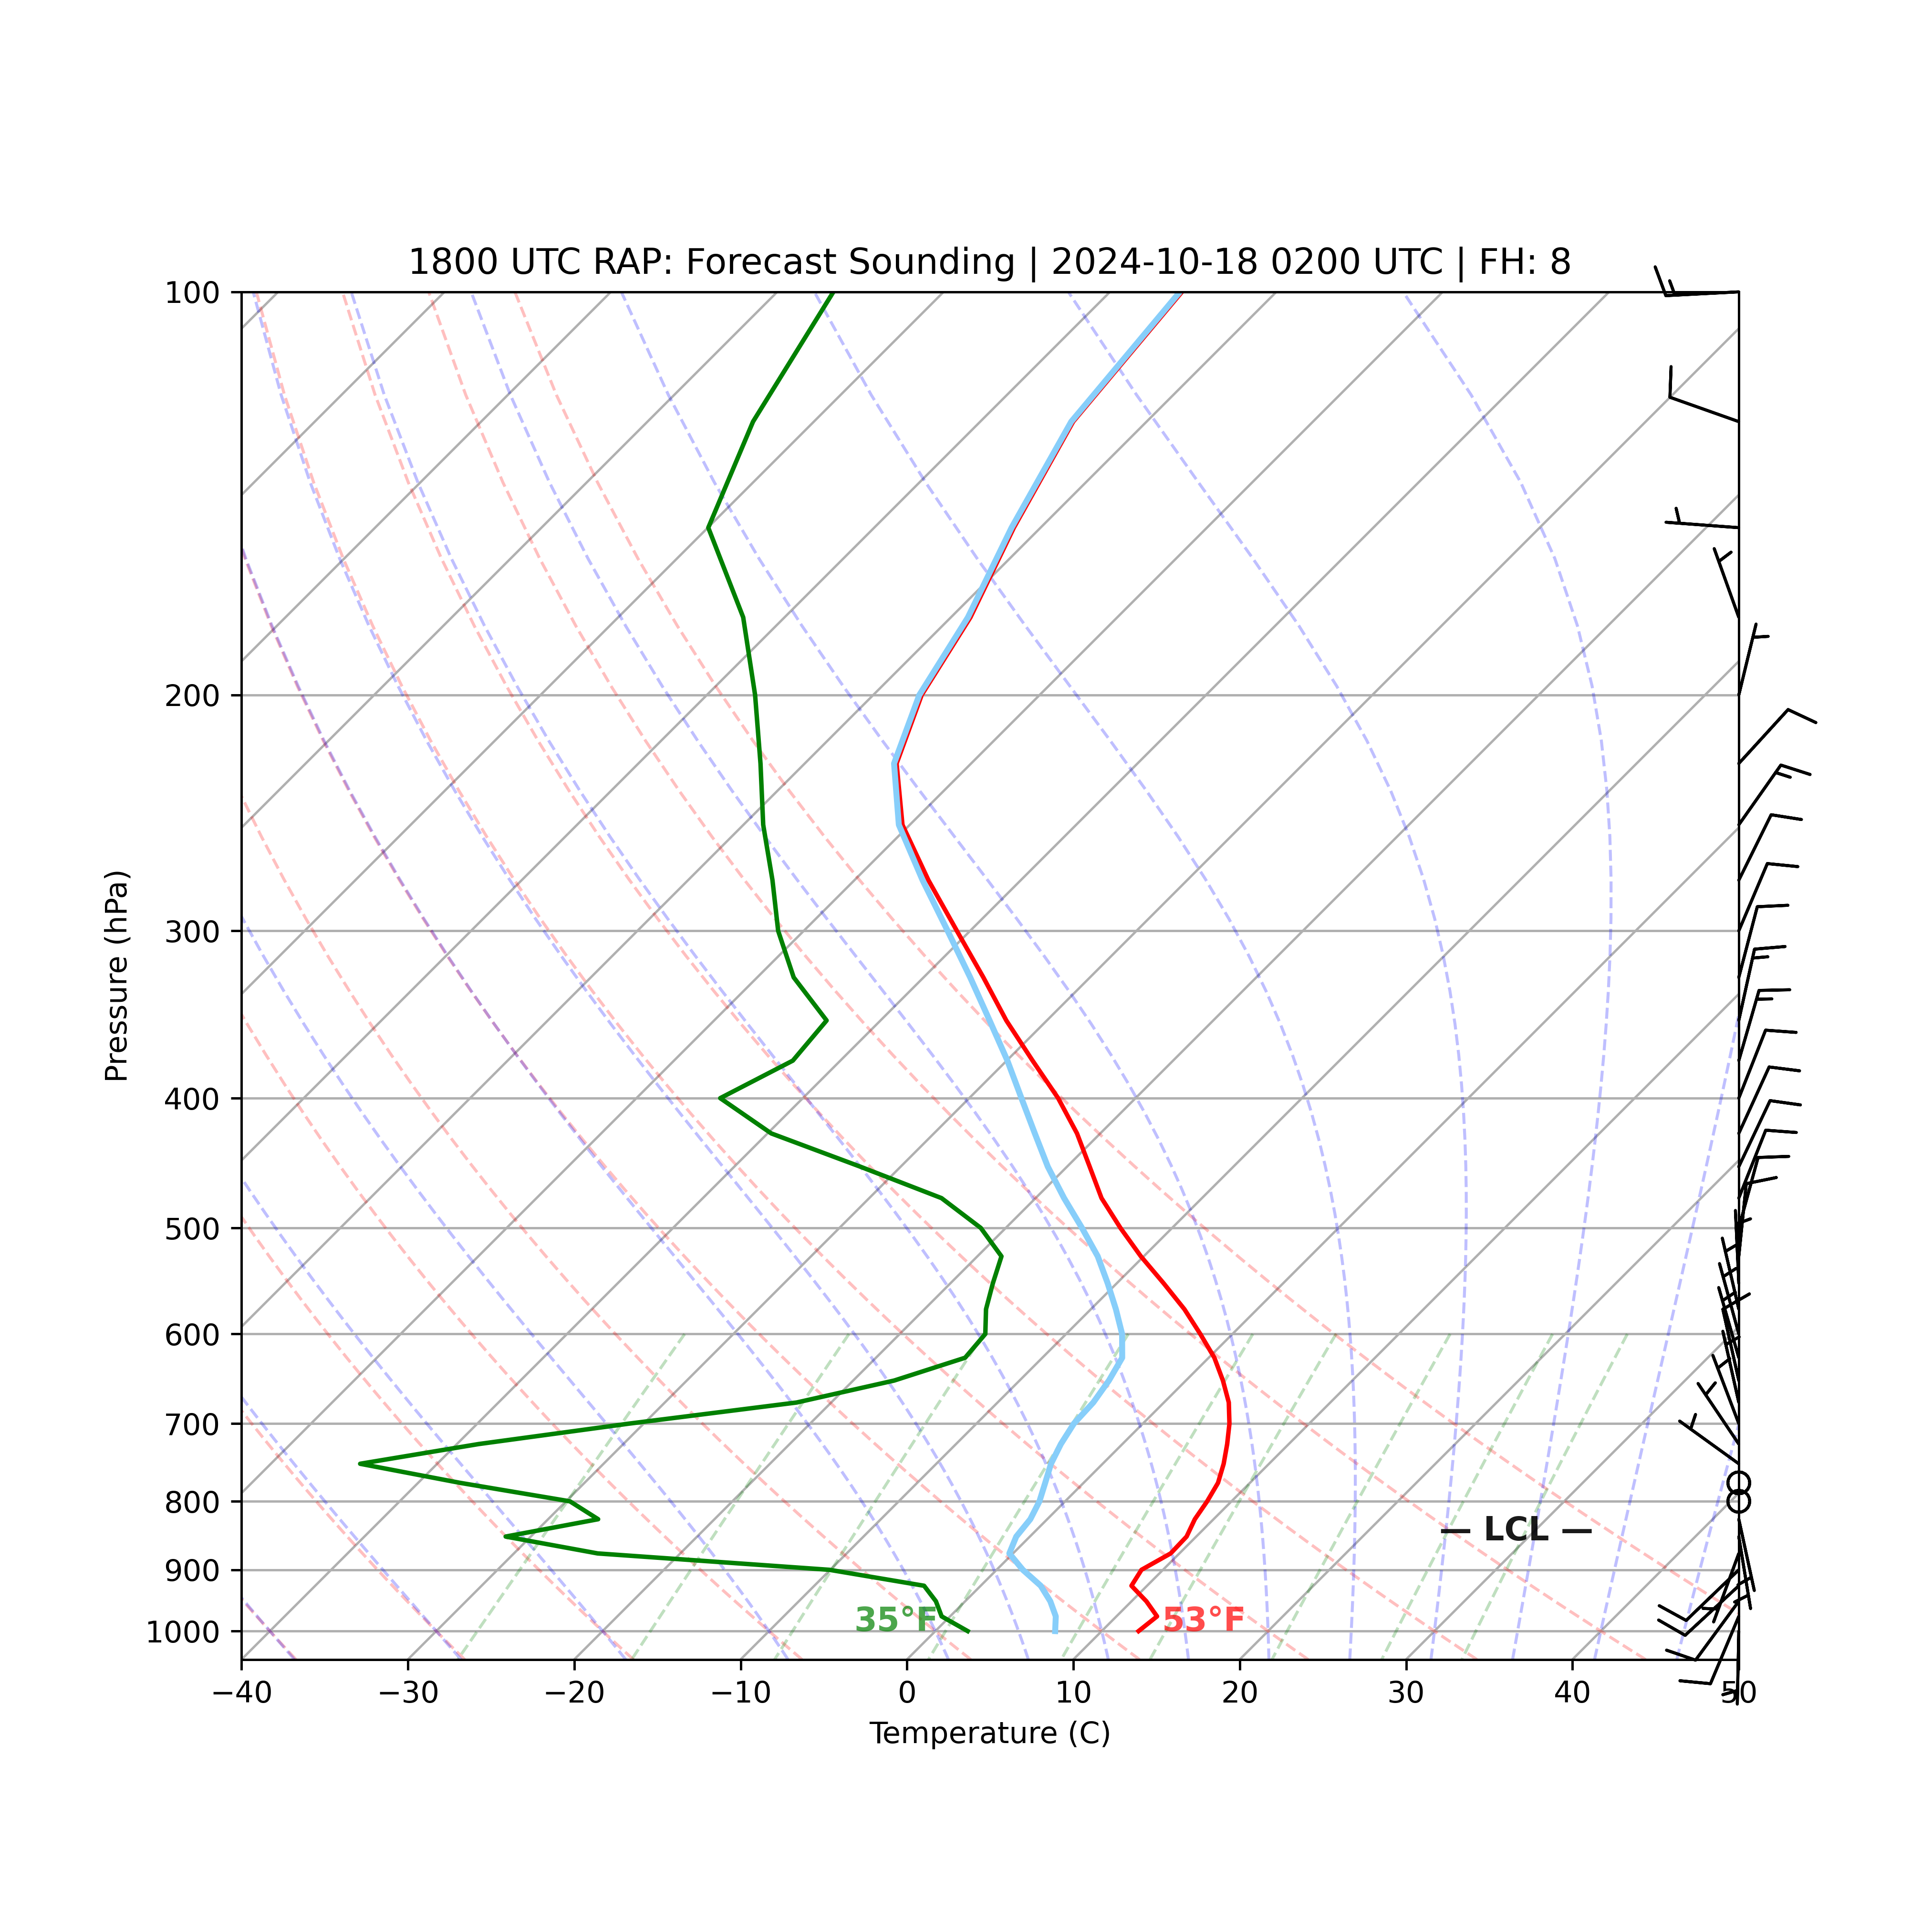 1800 UTC RAP: Forecast Sounding | 2024-10-18 0200 UTC | FH: 8
100
200
300
400
500
600
700
800
900
1000
Pressure (hPa)
— LCL —
35°F
53°F
−40 −30 −20 −10 0 10 20 30 40 50
Temperature (C)